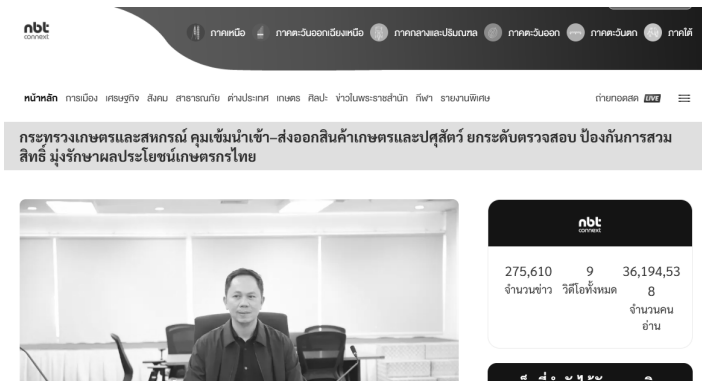 nbt
connext
ภาคเหนือ ภาคตะวันออกเฉียงเหนือ ภาคกลางและปริมณฑล ภาคตะวันออก ภาคตะวันตก ภาคใต้
หน้าหลัก การเมือง เศรษฐกิจ สังคม สาธารณภัย ต่างประเทศ เกษตร ศิลปะ ข่าวในพระราชสำนัก กีฬา รายงานพิเศษ ถ่ายทอดสด LIVE
กระทรวงเกษตรและสหกรณ์ คุมเข้มนำเข้า–ส่งออกสินค้าเกษตรและปศุสัตว์ ยกระดับตรวจสอบ ป้องกันการสวม
สิทธิ์ มุ่งรักษาผลประโยชน์เกษตรกรไทย
nbt
connext
275,610 9 36,194,53
จำนวนข่าว วิดีโอทั้งหมด 8
จำนวนคน
อ่าน